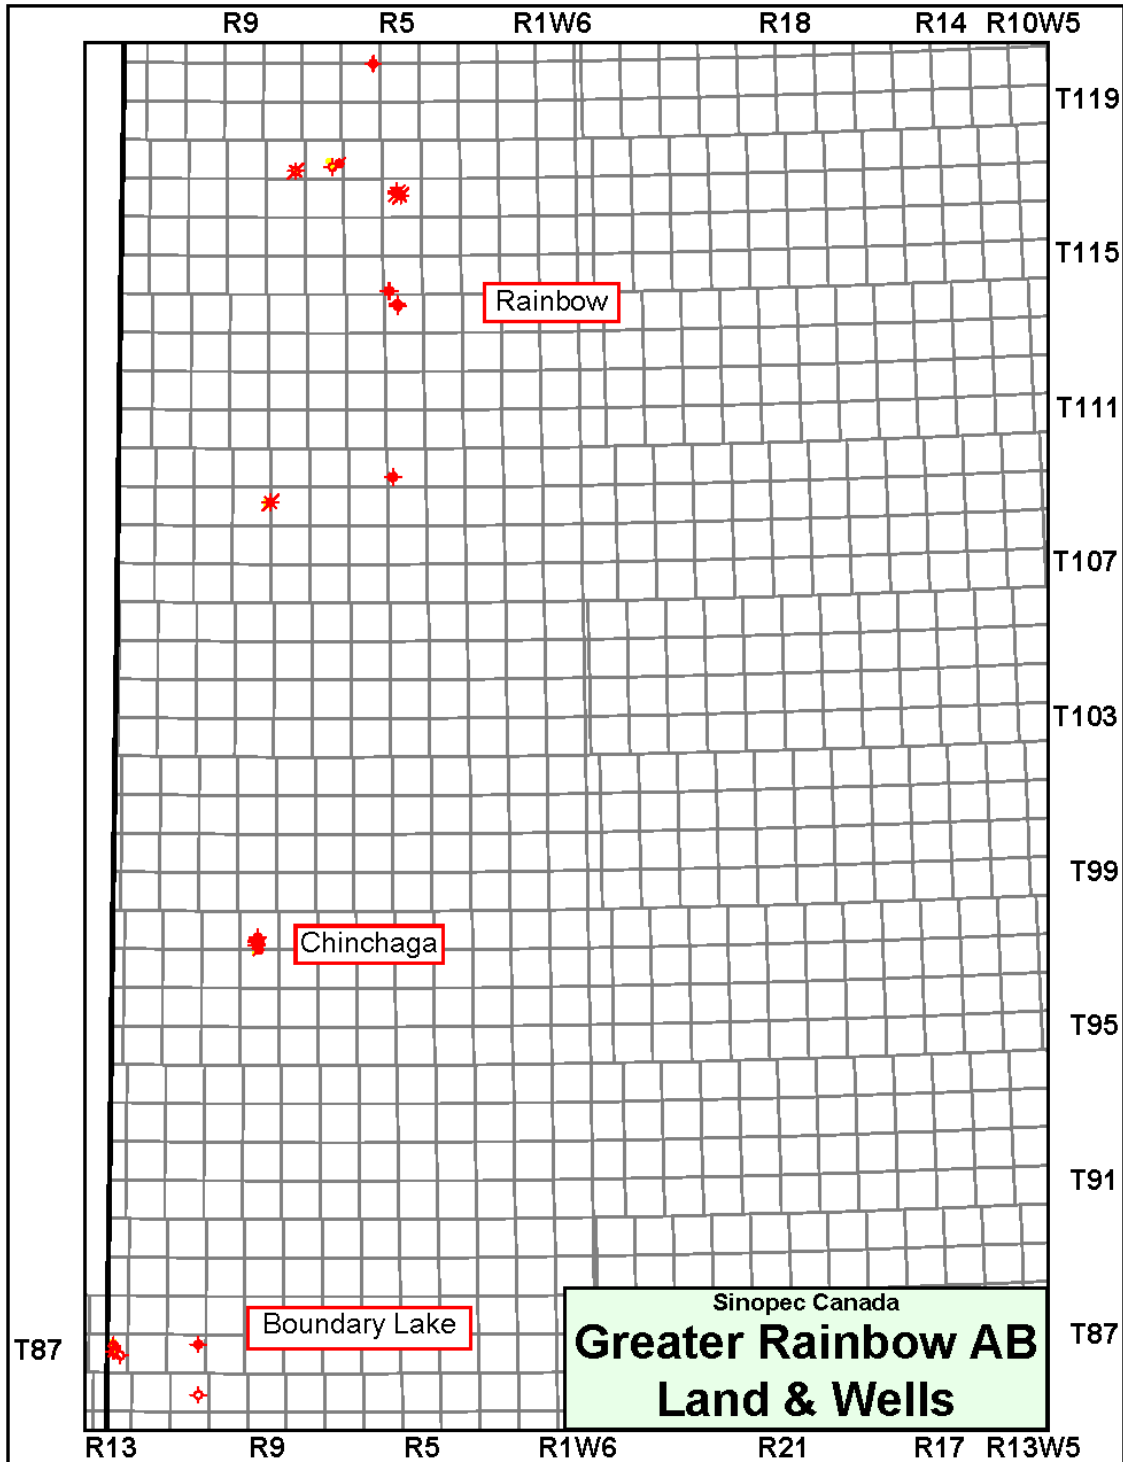 R9 R5 R1W6 R18 R14 R10W5
T119
T115
Rainbow
T111
T107
T103
T99
Chinchaga
T95
T91
Sinopec Canada
Boundary Lake
T87 Greater Rainbow AB T87
Land & Wells
R13 R9 R5 R1W6 R21 R17 R13W5